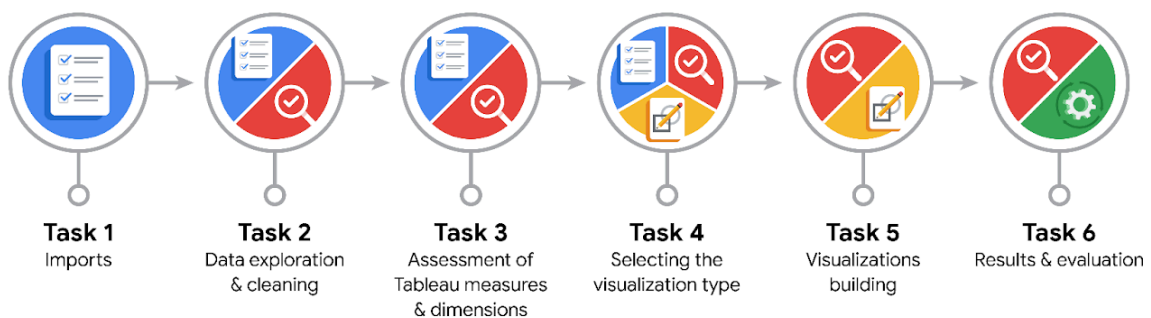 Task 1
Imports
Task 2
Data exploration
& cleaning
Task 3
Assessment of
Tableau measures
& dimensions
Task 4
Selecting the
visualization type
Task 5
Visualizations
building
Task 6
Results & evaluation